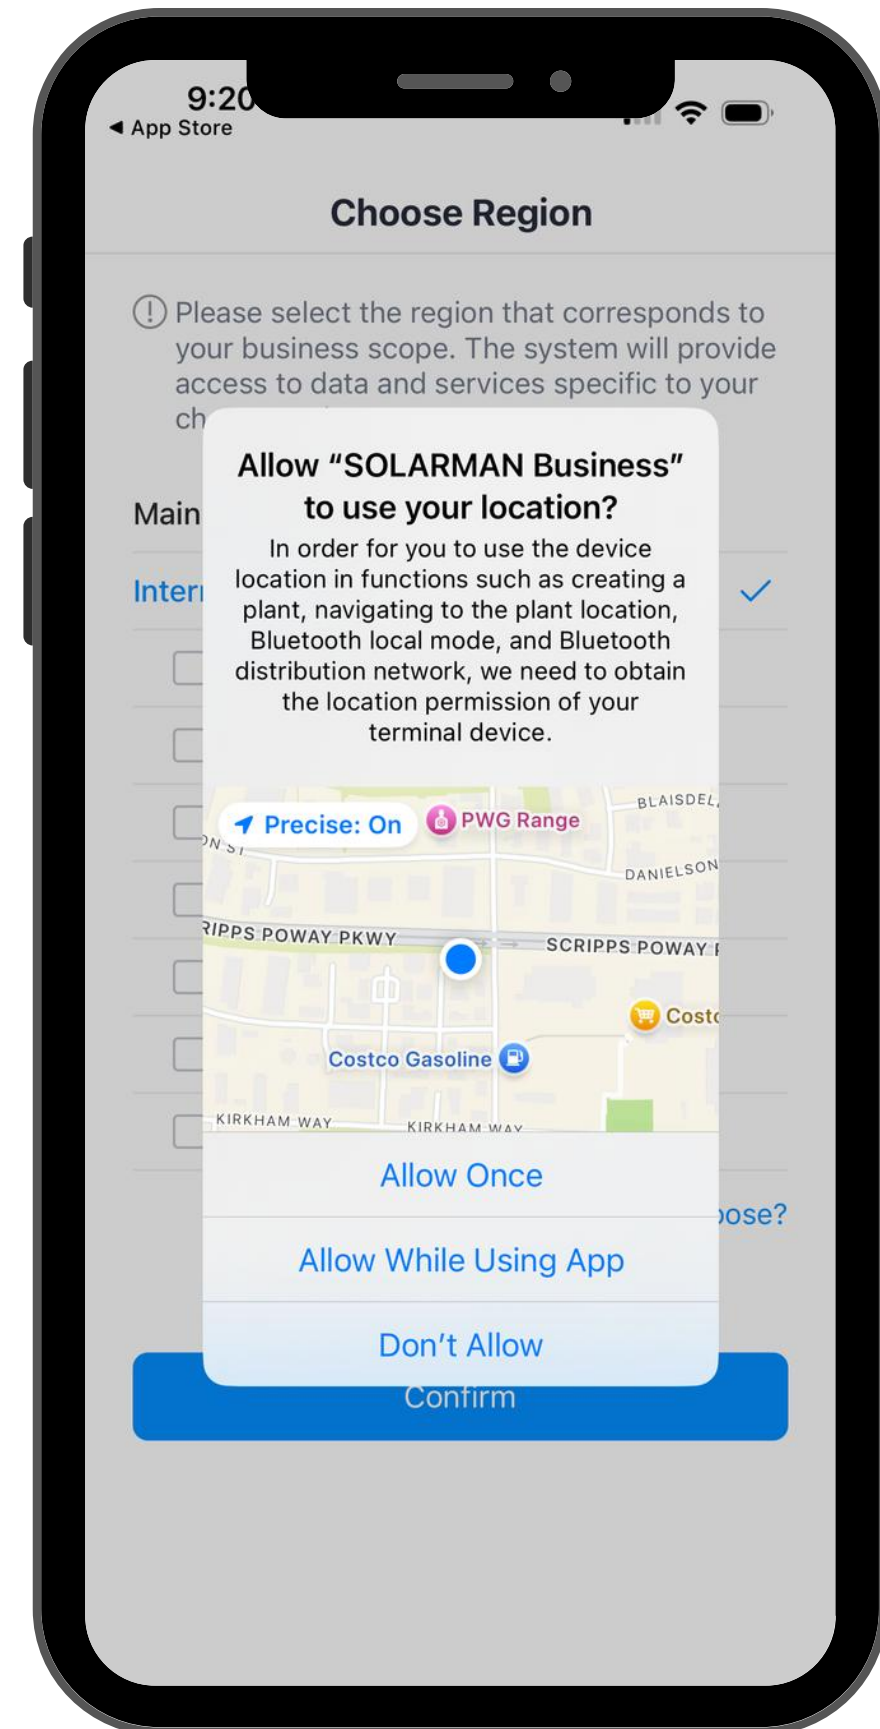 9:20
◀ App Store
Choose Region
Please select the region that corresponds to
your business scope. The system will provide
access to data and services specific to your
Allow “SOLARMAN Business”
to use your location?
In order for you to use the device
location in functions such as creating a
plant, navigating to the plant location,
Bluetooth local mode, and Bluetooth
distribution network, we need to obtain
the location permission of your
terminal device.
Main
Precise: On
PWG Range
DANIELSON
SCRIPPS POWAY
POWAY PKWY
Costco Gasoline
KIRKHAM WAY
KIRKHAM WAY
Allow Once
Allow While Using App
Don’t Allow
Confirm